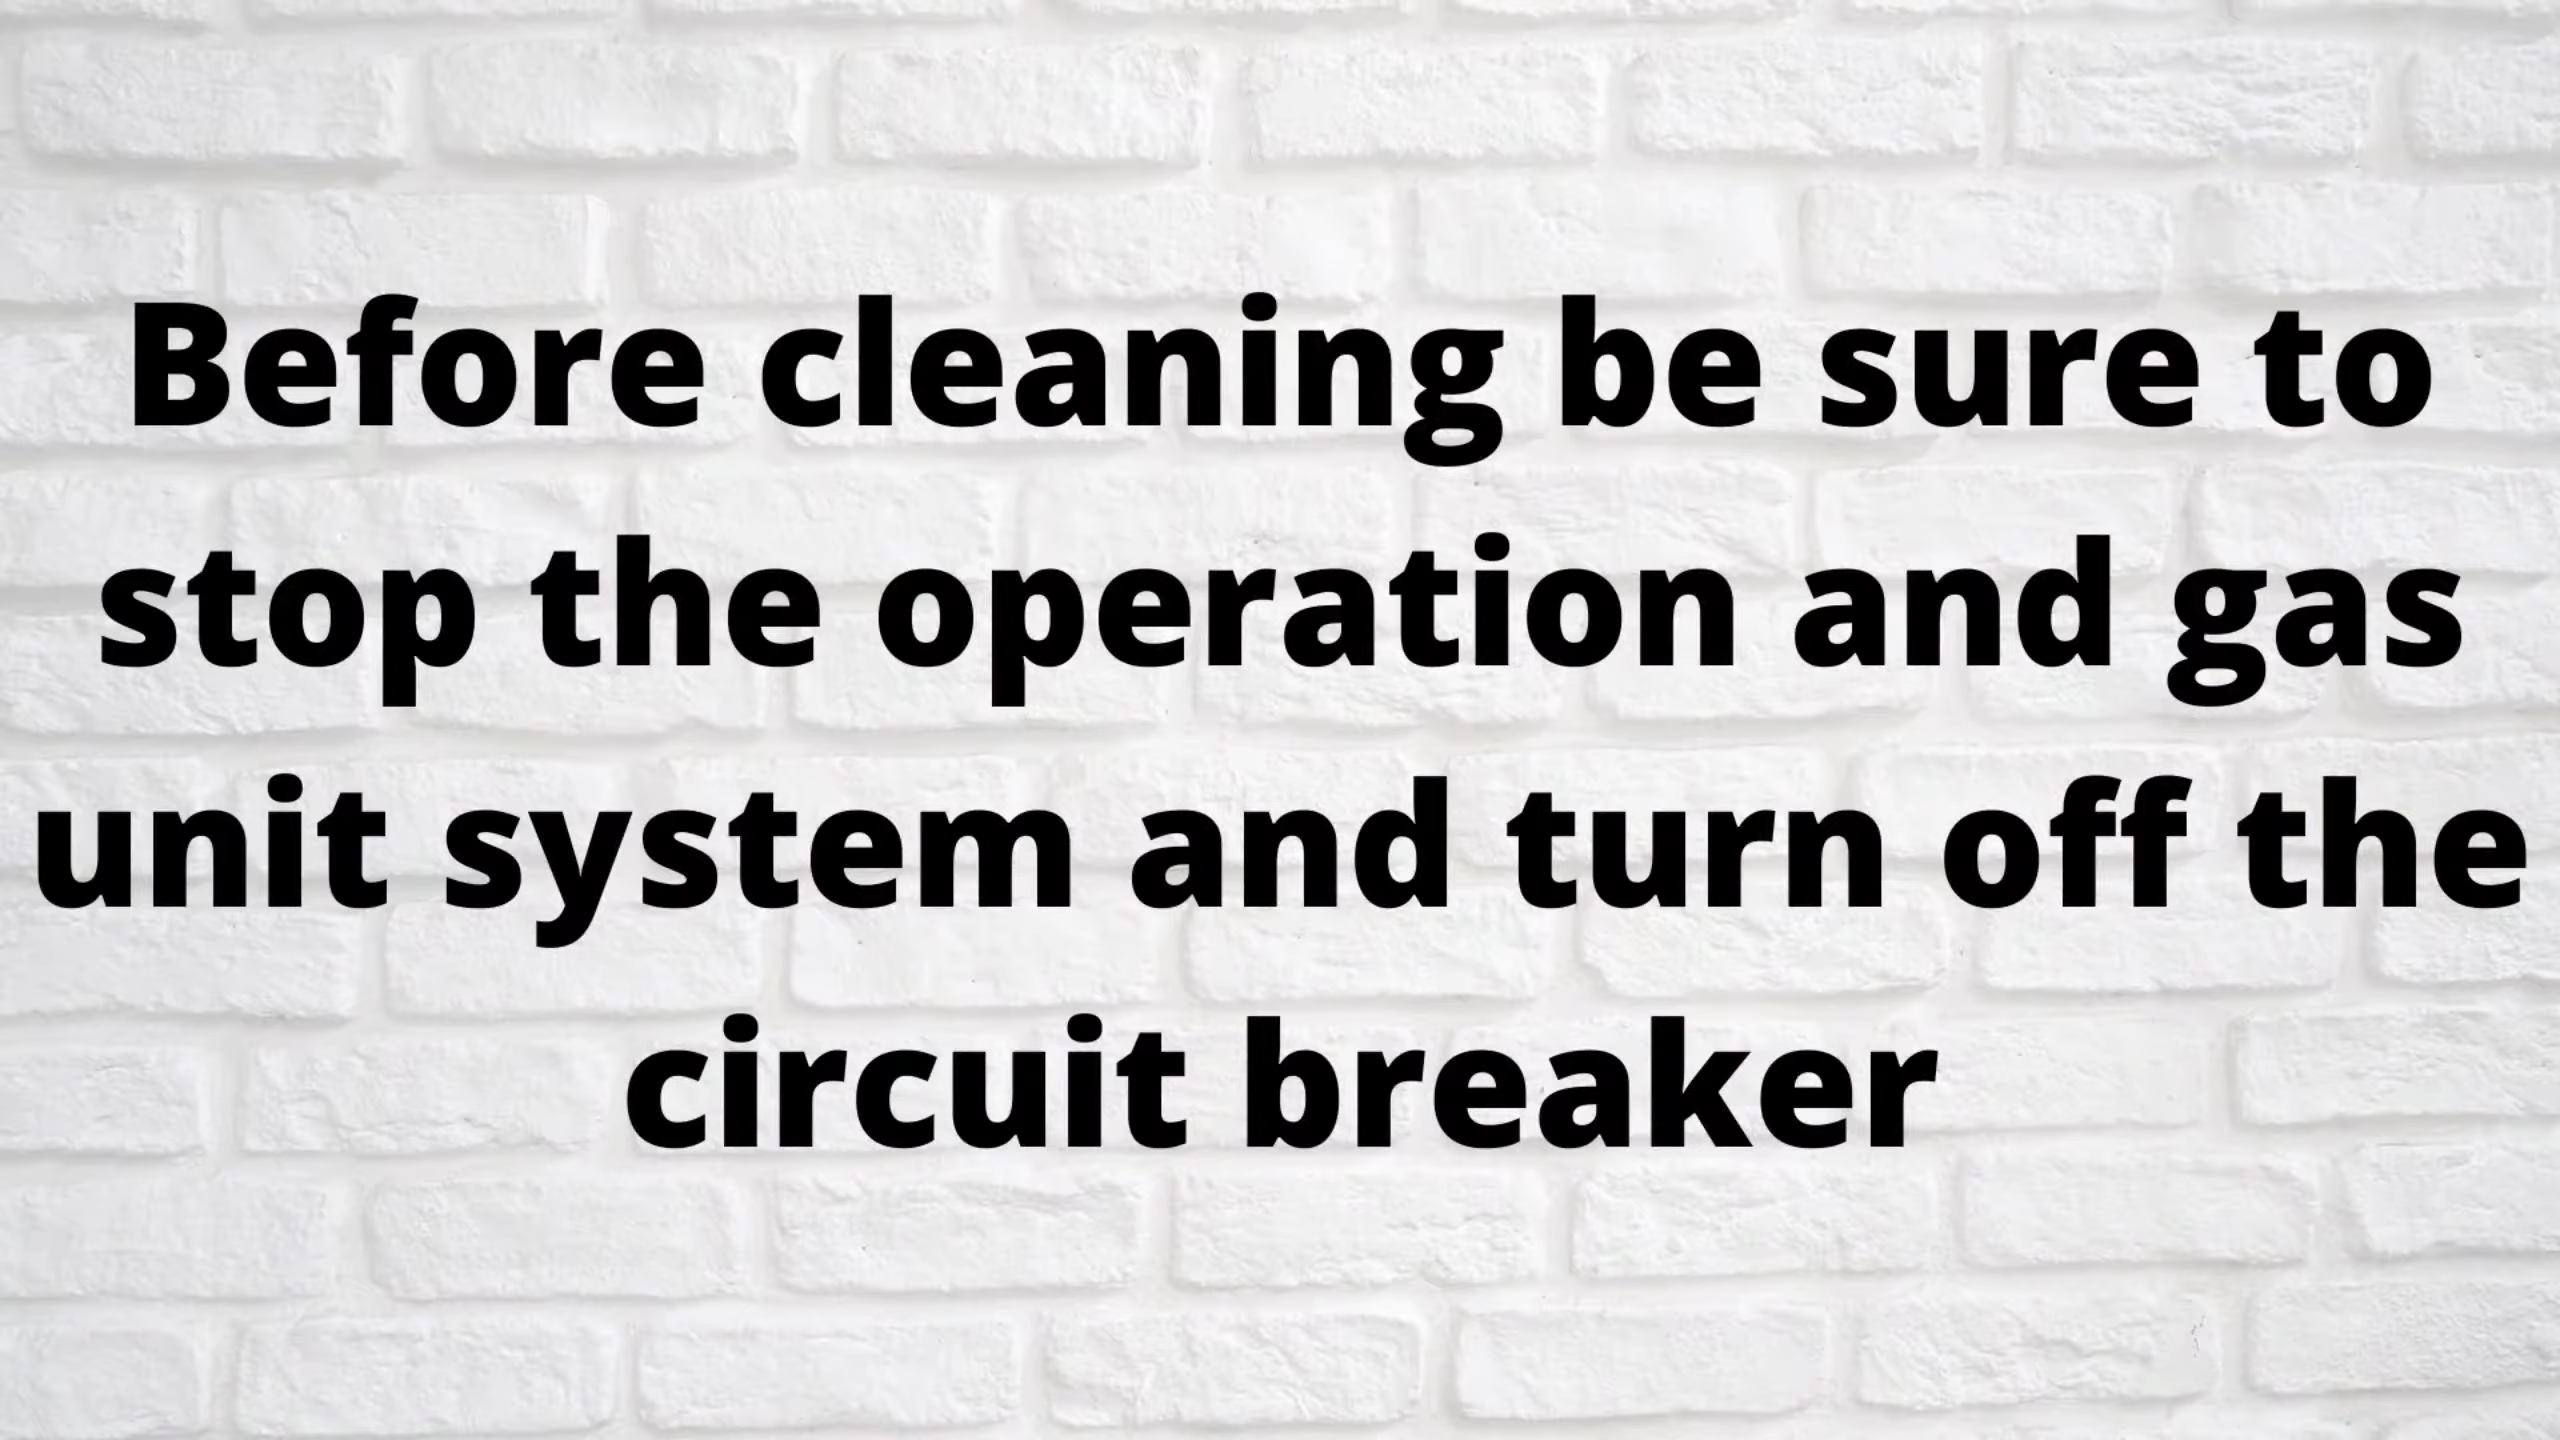 Before cleaning be sure to
stop the operation and gas
unit system and turn off the
circuit breaker